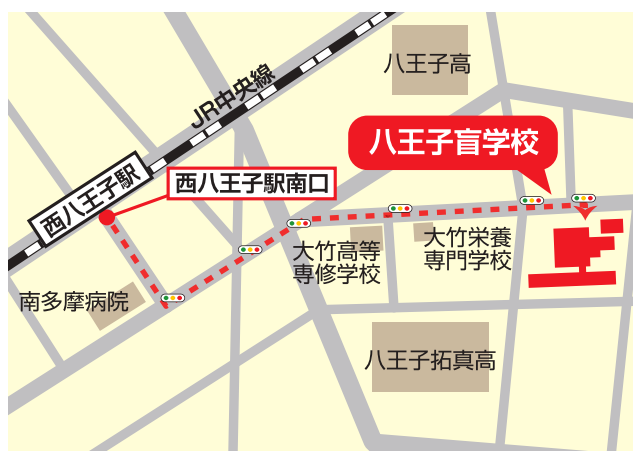 八王子高
JR中央線
八王子盲学校
西八王子駅
西八王子駅南口
大竹高等
専修学校
大竹栄養
専門学校
南多摩病院
八王子拓真高